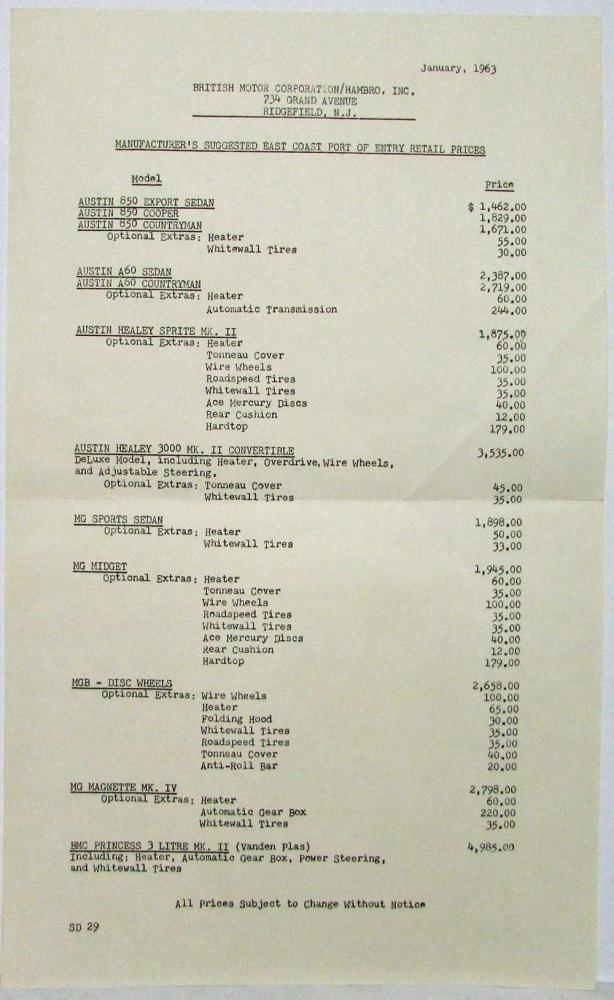 January, 1963
BRITISH MOTOR CORPORATION/HAMBRO, INC.
734 GRAND AVENUE
RIDGEFIELD, N.J.
MANUFACTURER'S SUGGESTED EAST COAST PORT OF ENTRY RETAIL PRICES
Model Price
AUSTIN 850 EXPORT SEDAN $ 1,462.00
AUSTIN 850 COOPER 1,829.00
AUSTIN 850 COUNTRYMAN 1,671.00
Optional Extras: Heater 55.00
Whitewall Tires 30.00
AUSTIN A60 SEDAN 2,387.00
AUSTIN A60 COUNTRYMAN 2,719.00
Optional Extras: Heater 60.00
Automatic Transmission 244.00
AUSTIN HEALEY SPRITE MK. II 1,875.00
Optional Extras: Heater 60.00
Tonneau Cover 35.00
Wire Wheels 100.00
Roadspeed Tires 35.00
Whitewall Tires 35.00
Ace Mercury Discs 40.00
Rear Cushion 12.00
Hardtop 179.00
AUSTIN HEALEY 3000 MK. II CONVERTIBLE 3,535.00
DeLuxe Model, including Heater, Overdrive, Wire Wheels,
and Adjustable Steering.
Optional Extras: Tonneau Cover 45.00
Whitewall Tires 35.00
MG SPORTS SEDAN 1,898.00
Optional Extras: Heater 50.00
Whitewall Tires 33.00
MG MIDGET 1,945.00
Optional Extras: Heater 60.00
Tonneau Cover 35.00
Wire Wheels 100.00
Roadspeed Tires 35.00
Whitewall Tires 35.00
Ace Mercury Discs 40.00
Rear Cushion 12.00
Hardtop 179.00
MGB - DISC WHEELS 2,658.00
Optional Extras: Wire Wheels 100.00
Heater 65.00
Folding Hood 30.00
Whitewall Tires 35.00
Roadspeed Tires 35.00
Tonneau Cover 40.00
Anti-Roll Bar 20.00
MG MAGNETTE MK. IV 2,798.00
Optional Extras: Heater 60.00
Automatic Gear Box 220.00
Whitewall Tires 35.00
BMC PRINCESS 3 LITRE MK. II (Vanden Plas) 4,985.00
Including: Heater, Automatic Gear Box, Power Steering,
and Whitewall Tires
All Prices Subject to Change Without Notice
SD 29